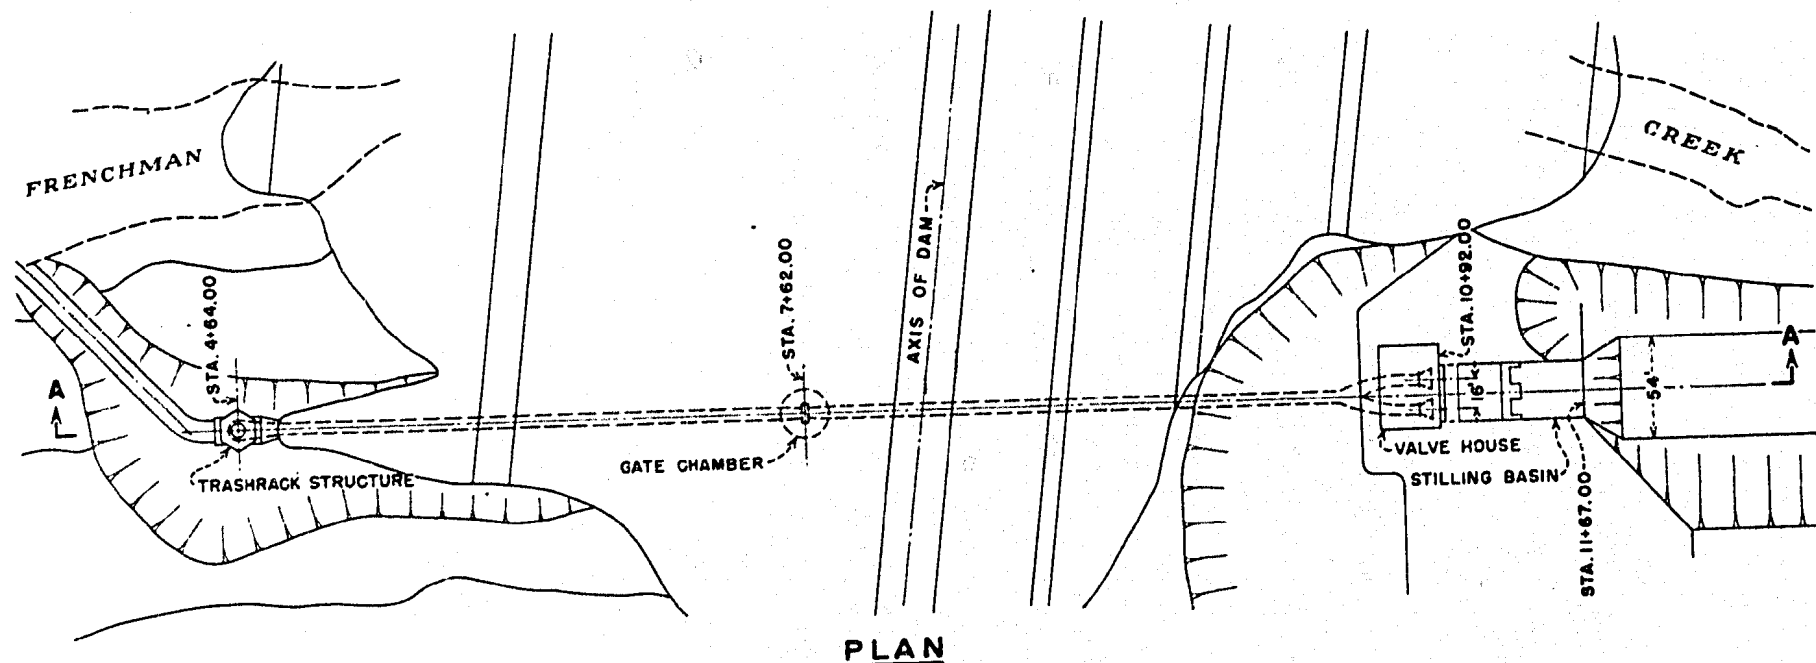 FRENCHMAN
CREEK
A
STA. 4+64.00
TRASHRACK STRUCTURE
STA. 7+62.00
GATE CHAMBER
AXIS OF DAM
STA. 10+92.00
16'
VALVE HOUSE
STILLING BASIN
STA. 11+67.00
54'
A
PLAN